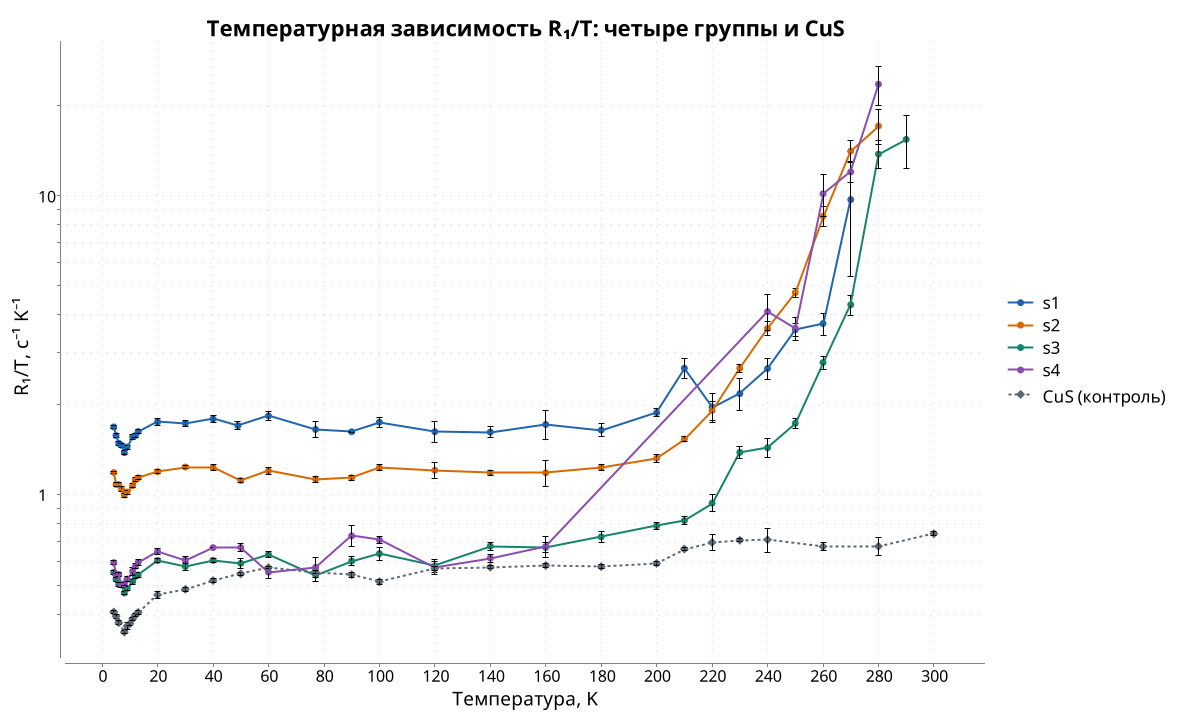 Температурная зависимость R₁/T: четыре группы и CuS
R₁/T, с⁻¹ K⁻¹
10
1
0 20 40 60 80 100 120 140 160 180 200 220 240 260 280 300
Температура, K
s1
s2
s3
s4
CuS (контроль)